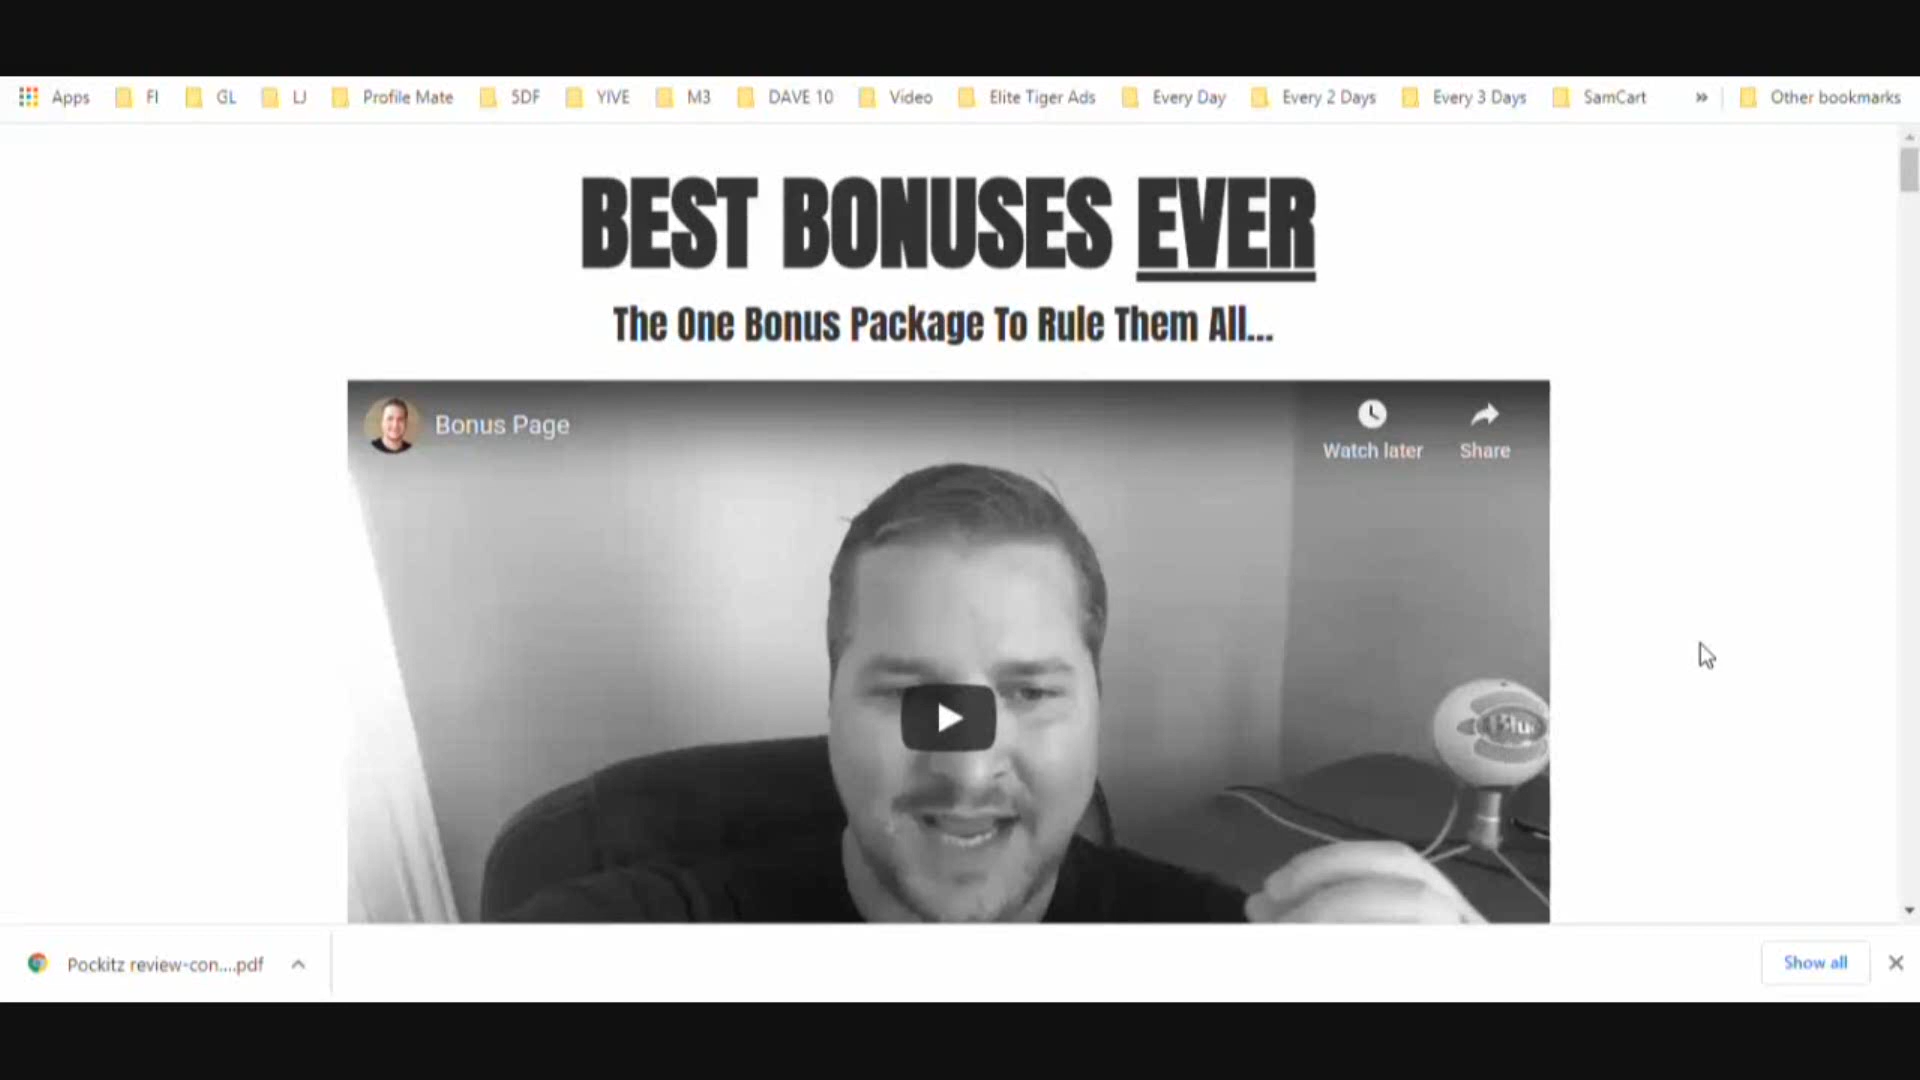 Apps FI GL LJ Profile Mate 5DF YIVE M3 DAVE 10 Video Elite Tiger Ads Every Day Every 2 Days Every 3 Days SamCart » Other bookmarks
BEST BONUSES EVER
The One Bonus Package To Rule Them All...
Bonus Page
Watch later Share
Blue
Pockitz review-con....pdf
Show all